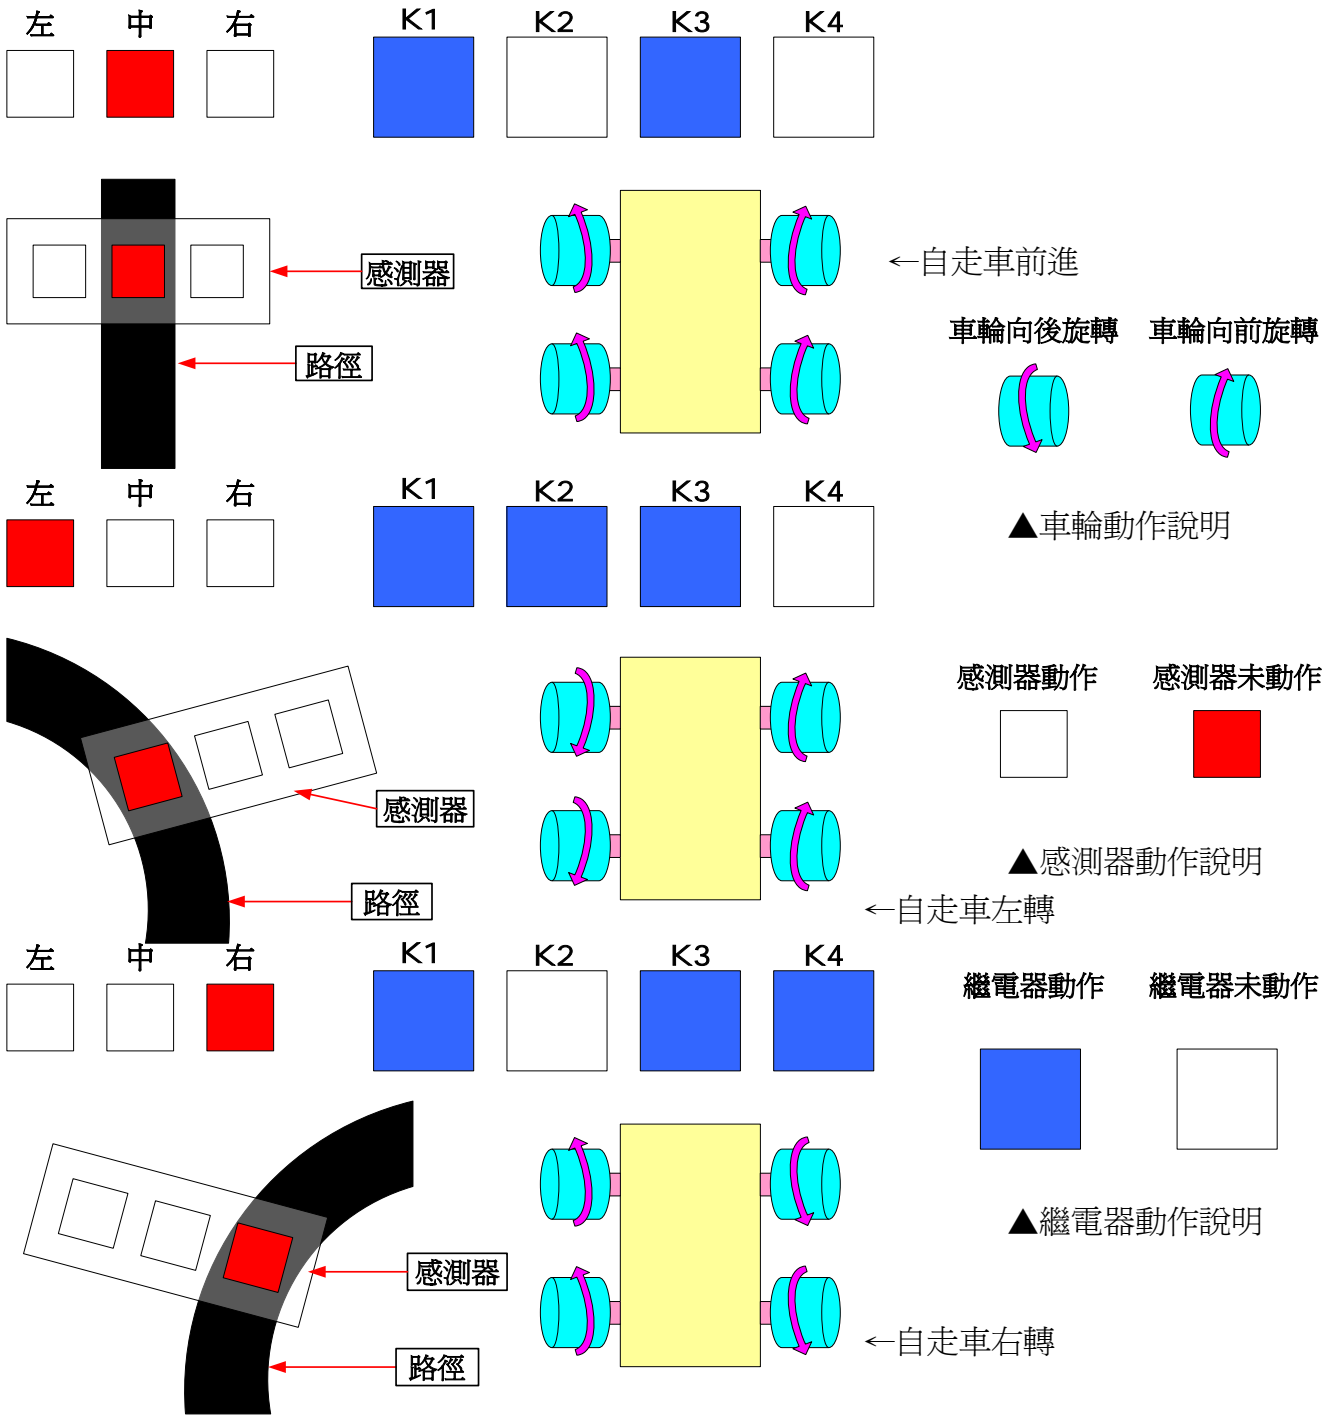 左 中 右 K1 K2 K3 K4
感測器
←自走車前進
路徑
車輪向後旋轉 車輪向前旋轉
▲車輪動作說明
左 中 右 K1 K2 K3 K4
感測器動作 感測器未動作
感測器
▲感測器動作說明
路徑
←自走車左轉
左 中 右 K1 K2 K3 K4
繼電器動作 繼電器未動作
▲繼電器動作說明
感測器
←自走車右轉
路徑